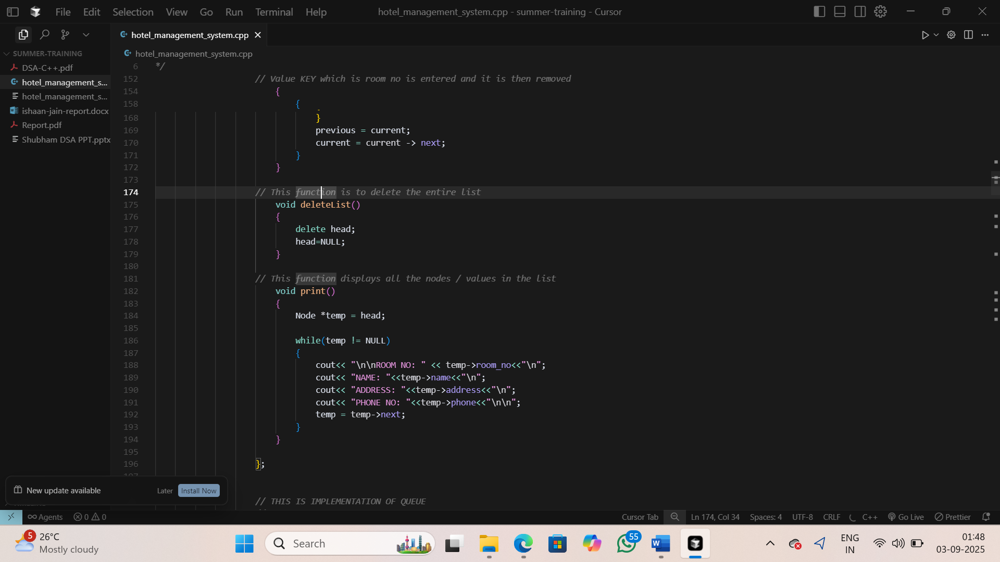 File Edit Selection View Go Run Terminal Help
hotel_management_system.cpp - summer-training - Cursor
hotel_management_system.cpp
SUMMER-TRAINING
DSA-C++.pdf
hotel_management_s...
hotel_management_s...
ishaan-jain-report.docx
Report.pdf
Shubham DSA PPT.pptx
hotel_management_system.cpp
6 */
152 // Value KEY which is room no is entered and it is then removed
154 {
158 {
168 }
169 previous = current;
170 current = current -> next;
171 }
172 }
173
174 // This function is to delete the entire list
175 void deleteList()
176 {
177 delete head;
178 head=NULL;
179 }
180
181 // This function displays all the nodes / values in the list
182 void print()
183 {
184 Node *temp = head;
185
186 while(temp != NULL)
187 {
188 cout<< "\n\nROOM NO: " << temp->room_no<<"\n";
189 cout<< "NAME: "<<temp->name<<"\n";
190 cout<< "ADDRESS: "<<temp->address<<"\n";
191 cout<< "PHONE NO: "<<temp->phone<<"\n\n";
192 temp = temp->next;
193 }
194 }
195
196 };
// THIS IS IMPLEMENTATION OF QUEUE
New update available Later Install Now
Agents 0 0 Cursor Tab Ln 174, Col 34 Spaces: 4 UTF-8 CRLF C++ Go Live Prettier
5 26°C
Mostly cloudy
Search
55
ENG
IN
01:48
03-09-2025